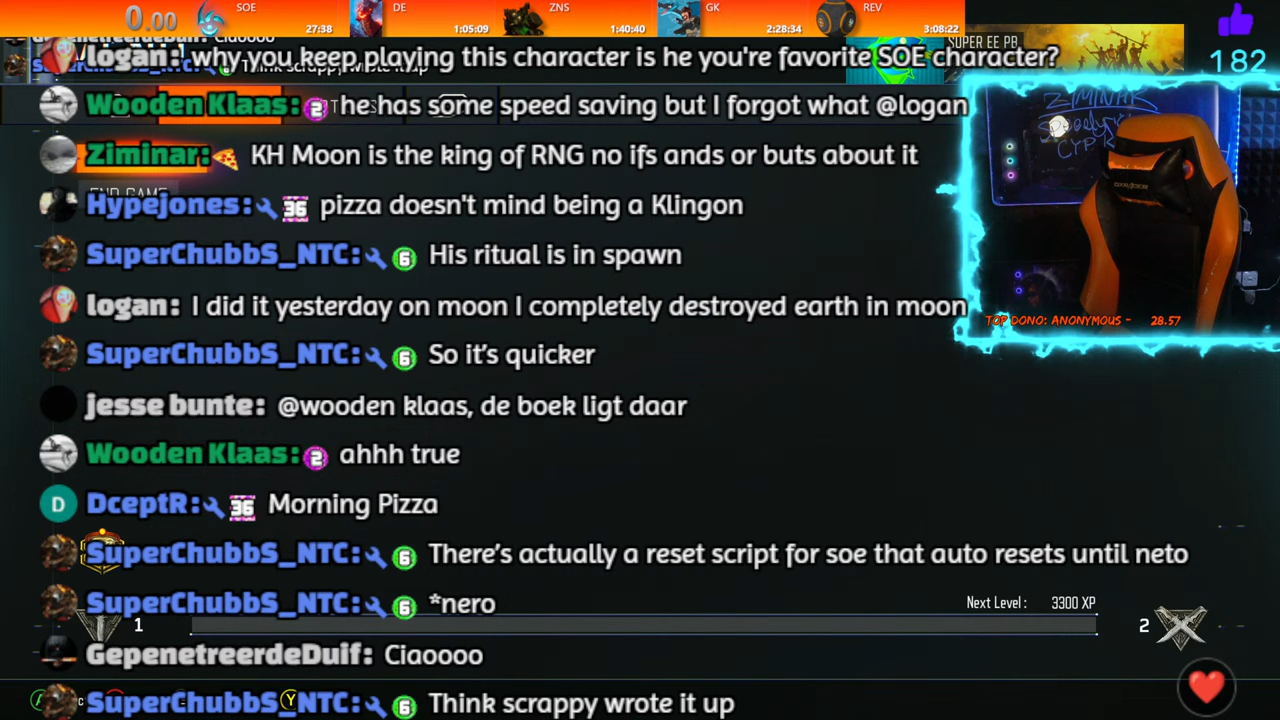 0.00
SOE 27:38
DE 1:05:09
ZNS 1:40:40
GK 2:28:34
REV 3:08:22
182
SUPER EE PB
logan: why you keep playing this character is he you're favorite SOE character?
Wooden Klaas: 2 he has some speed saving but I forgot what @logan
Ziminar: 🍕 KH Moon is the king of RNG no ifs ands or buts about it
END GAME
Hypejones: 36 pizza doesn't mind being a Klingon
SuperChubbS_NTC: 6 His ritual is in spawn
logan: I did it yesterday on moon I completely destroyed earth in moon
TOP DONO: ANONYMOUS - 28.57
SuperChubbS_NTC: 6 So it's quicker
jesse bunte: @wooden klaas, de boek ligt daar
Wooden Klaas: 2 ahhh true
D DceptR: 36 Morning Pizza
SuperChubbS_NTC: 6 There's actually a reset script for soe that auto resets until neto
SuperChubbS_NTC: 6 *nero
Next Level : 3300 XP
1
2
GepenetreerdeDuif: Ciaoooo
SuperChubbS_NTC: 6 Think scrappy wrote it up